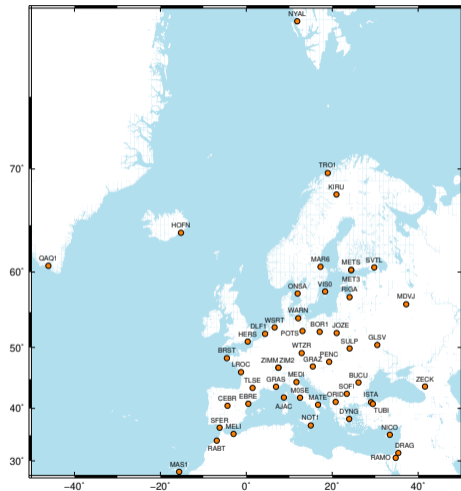 NYAL
70°
TRO1
KIRU
HOFN
QAQ1
MAR6
METS
SVTL
60°
MET3
ONSA
VIS0
RIGA
MDVJ
WARN
WSRT
DLF1
POTS
BOR1
JOZE
HERS
SULP
GLSV
50°
WTZR
BRST
PENC
ZIMM
ZIM2
GRAZ
LROC
MEDI
BUCU
TLSE
GRAS
M0SE
SOFI
ZECK
CEBR
EBRE
MATE
ORID
ISTA
40°
AJAC
TUBI
SFER
MELI
NOT1
DYNG
NICO
RABT
DRAG
RAMO
30°
MAS1
−40°
−20°
0°
20°
40°